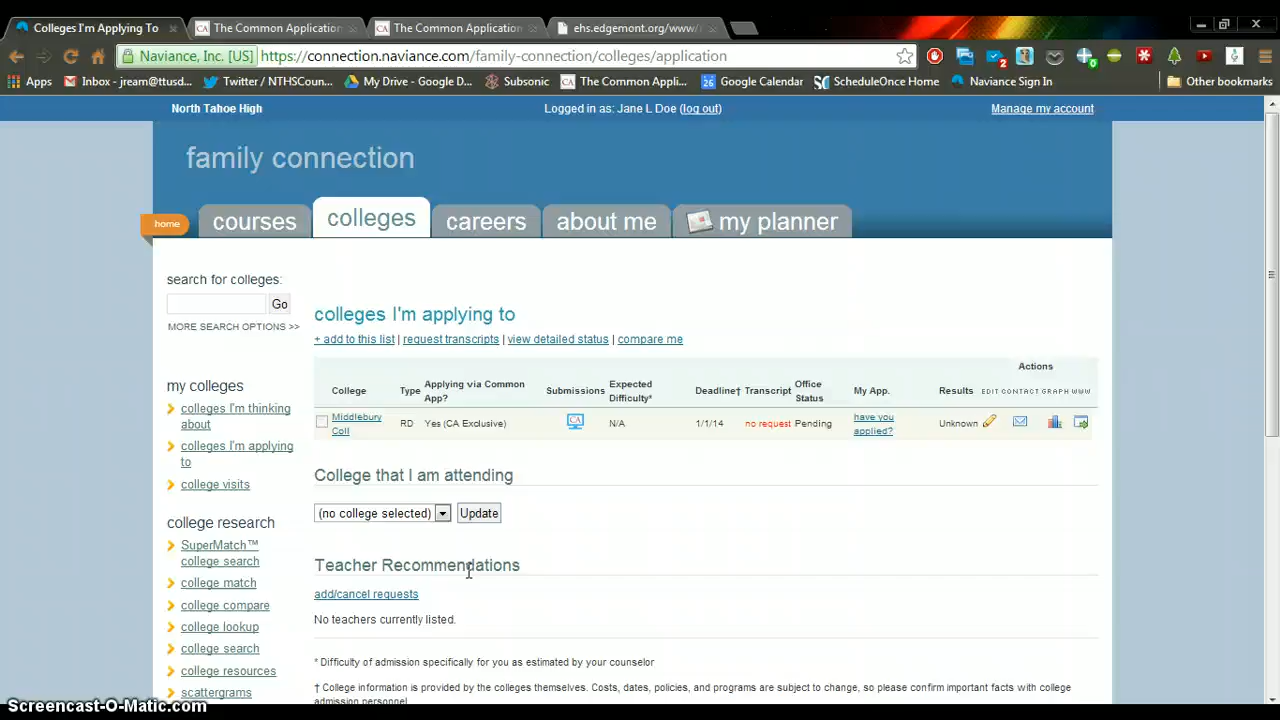 Colleges I'm Applying To
The Common Application
The Common Application
ehs.edgemont.org/www/
Naviance, Inc. [US]
https://connection.naviance.com/family-connection/colleges/application
Apps
Inbox - jream@ttusd...
Twitter / NTHSCoun...
My Drive - Google D...
Subsonic
The Common Appli...
Google Calendar
ScheduleOnce Home
Naviance Sign In
Other bookmarks
North Tahoe High
Logged in as: Jane L Doe (log out)
Manage my account
family connection
home
courses
colleges
careers
about me
my planner
search for colleges:
Go
MORE SEARCH OPTIONS >>
my colleges
colleges I'm thinking
about
colleges I'm applying
to
college visits
college research
SuperMatch™
college search
college match
college compare
college lookup
college search
college resources
scattergrams
colleges I'm applying to
+ add to this list | request transcripts | view detailed status | compare me
Actions
College Type Applying via Common App? Submissions Expected Difficulty* Deadline† Transcript Office Status My App. Results EDIT CONTACT GRAPH WWW
Middlebury Coll RD Yes (CA Exclusive) CA N/A 1/1/14 no request Pending have you applied? Unknown
College that I am attending
(no college selected) Update
Teacher Recommendations
add/cancel requests
No teachers currently listed.
* Difficulty of admission specifically for you as estimated by your counselor
† College information is provided by the colleges themselves. Costs, dates, policies, and programs are subject to change, so please confirm important facts with college
admission personnel.
Screencast-O-Matic.com